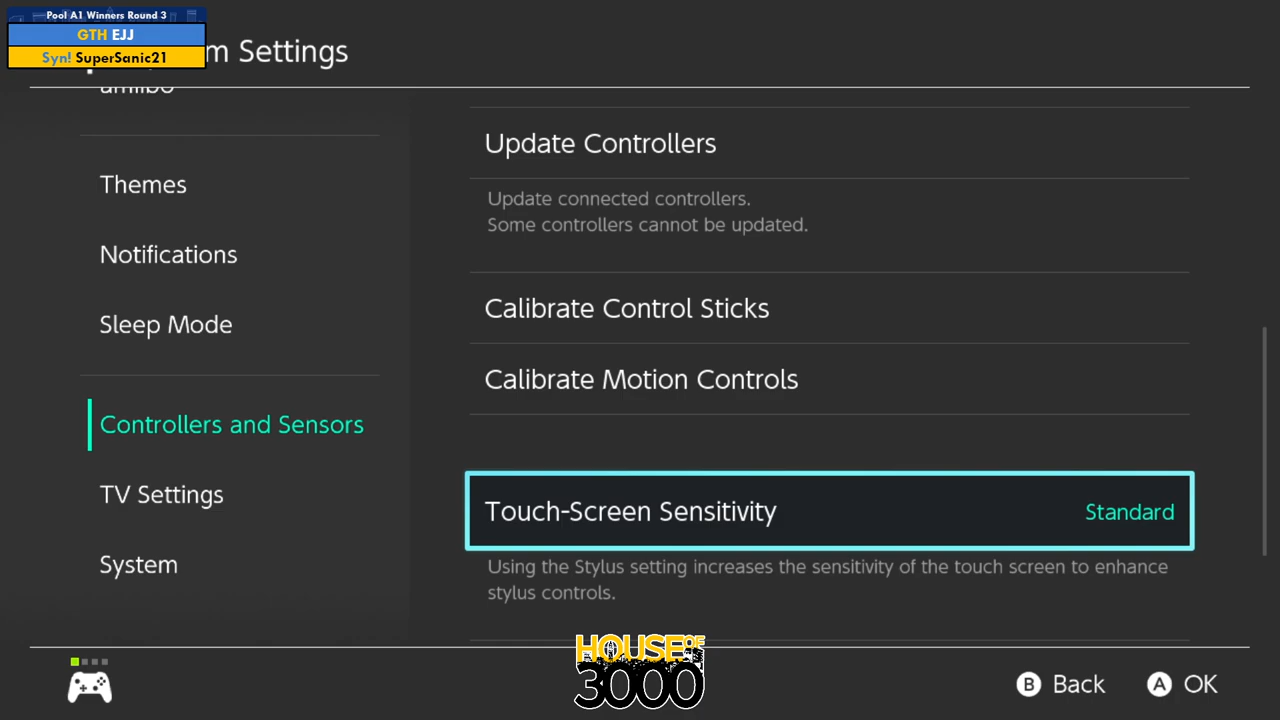 Pool A1 Winners Round 3
GTH EJJ
Syn! SuperSanic21
m Settings
amiibo
Themes
Notifications
Sleep Mode
Controllers and Sensors
TV Settings
System
Update Controllers
Update connected controllers.
Some controllers cannot be updated.
Calibrate Control Sticks
Calibrate Motion Controls
Touch-Screen Sensitivity Standard
Using the Stylus setting increases the sensitivity of the touch screen to enhance
stylus controls.
HOUSE OF
3000
B Back A OK